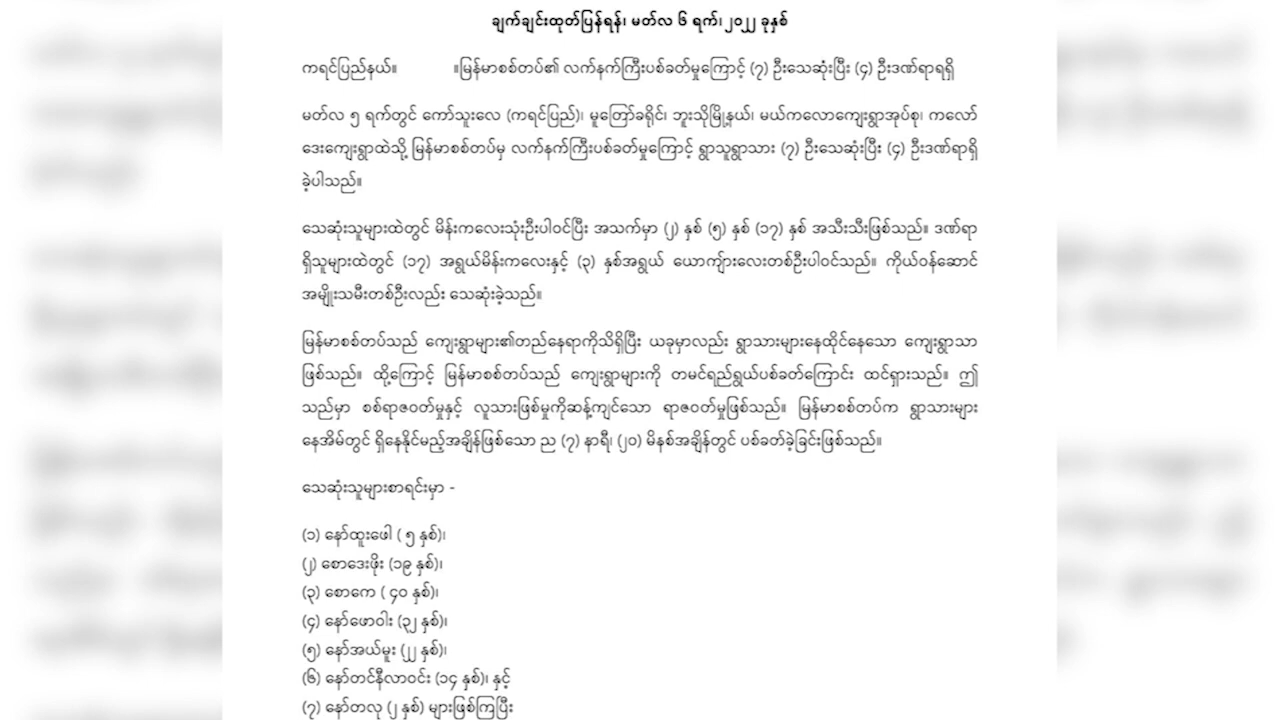 ချက်ချင်းထုတ်ပြန်ရန်၊ မတ်လ ၆ ရက်၊၂၀၂၂ ခုနှစ်
ကရင်ပြည်နယ်။ ။မြန်မာစစ်တပ်၏ လက်နက်ကြီးပစ်ခတ်မှုကြောင့် (၇) ဦးသေဆုံးပြီး (၄) ဦးဒဏ်ရာရရှိ
မတ်လ ၅ ရက်တွင် ကော်သူးလေ (ကရင်ပြည်)၊ မူတြော်ခရိုင်၊ ဘူးသိုမြို့နယ်၊ မယ်ကလောကျေးရွာအုပ်စု၊ ကလော်
ဒေးကျေးရွာထဲသို့ မြန်မာစစ်တပ်မှ လက်နက်ကြီးပစ်ခတ်မှုကြောင့် ရွာသူရွာသား (၇) ဦးသေဆုံးပြီး (၄) ဦးဒဏ်ရာရှိ
ခဲ့ပါသည်။
သေဆုံးသူများထဲတွင် မိန်းကလေးသုံးဦးပါဝင်ပြီး အသက်မှာ (၂) နှစ် (၅) နှစ် (၁၇) နှစ် အသီးသီးဖြစ်သည်။ ဒဏ်ရာ
ရှိသူများထဲတွင် (၁၇) အရွယ်မိန်းကလေးနှင့် (၃) နှစ်အရွယ် ယောကျ်ားလေးတစ်ဦးပါဝင်သည်။ ကိုယ်ဝန်ဆောင်
အမျိုးသမီးတစ်ဦးလည်း သေဆုံးခဲ့သည်။
မြန်မာစစ်တပ်သည် ကျေးရွာများ၏တည်နေရာကိုသိရှိပြီး ယခုမှာလည်း ရွာသားများနေထိုင်နေသော ကျေးရွာသာ
ဖြစ်သည်။ ထို့ကြောင့် မြန်မာစစ်တပ်သည် ကျေးရွာများကို တမင်ရည်ရွယ်ပစ်ခတ်ကြောင်း ထင်ရှားသည်။ ဤ
သည်မှာ စစ်ရာဇဝတ်မှုနှင့် လူသားဖြစ်မှုကိုဆန့်ကျင်သော ရာဇဝတ်မှုဖြစ်သည်။ မြန်မာစစ်တပ်က ရွာသားများ
နေအိမ်တွင် ရှိနေနိုင်မည့်အချိန်ဖြစ်သော ည (၇) နာရီ၊ (၂၀) မိနစ်အချိန်တွင် ပစ်ခတ်ခဲ့ခြင်းဖြစ်သည်။
သေဆုံးသူများစာရင်းမှာ -
(၁) နော်ထူးဖေါ ( ၅ နှစ်)၊
(၂) စောဒေးဖိုး (၁၉ နှစ်)၊
(၃) စောကေ ( ၄၀ နှစ်)၊
(၄) နော်ဖောဝါး (၃၂ နှစ်)၊
(၅) နော်အယ်မူး (၂၂ နှစ်)၊
(၆) နော်တင်နီလာဝင်း (၁၄ နှစ်)၊ နှင့်
(၇) နော်တလု (၂ နှစ်) များဖြစ်ကြပြီး